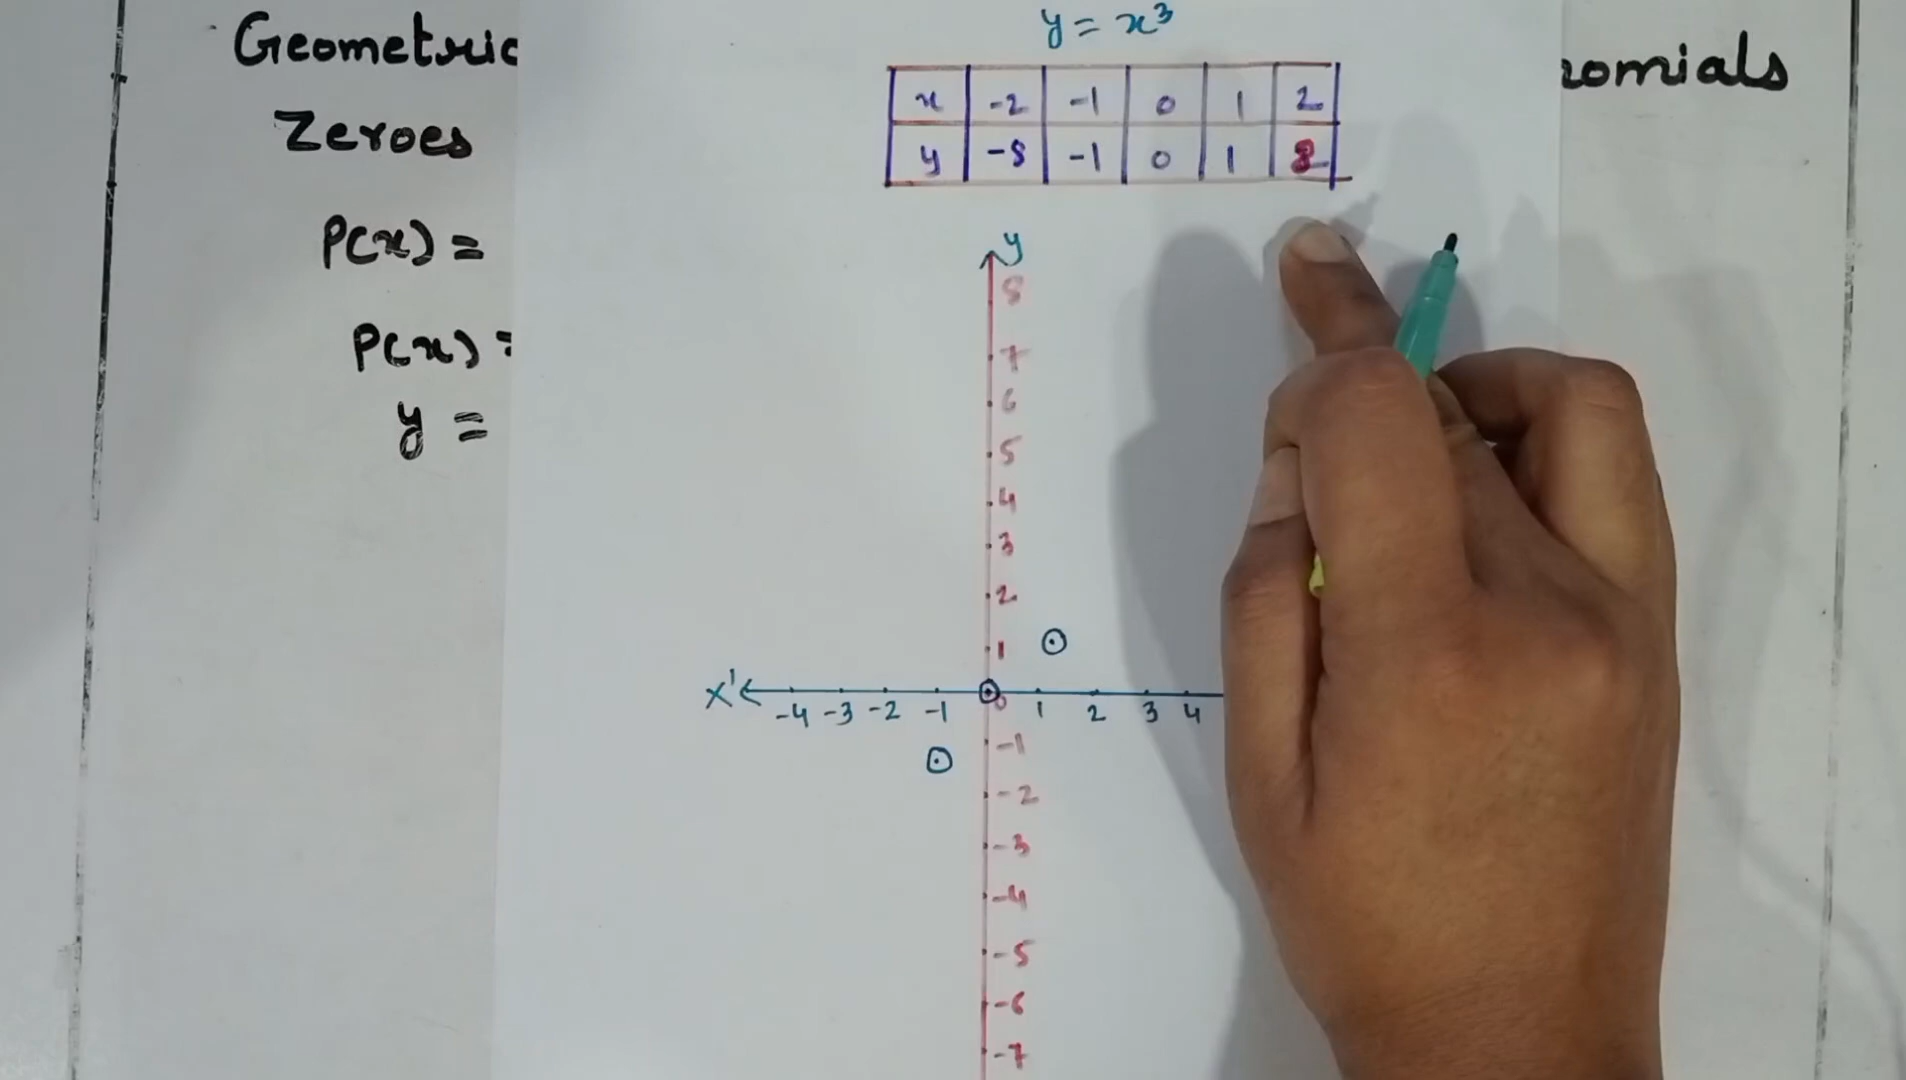 Geometric
Zeroes
P(x) =
P(x) =
y =
nomials
y = x³
x -2 -1 0 1 2
y -8 -1 0 1 8
y
8
7
6
5
4
3
2
1
X' -4 -3 -2 -1 0 1 2 3 4
-1
-2
-3
-4
-5
-6
-7